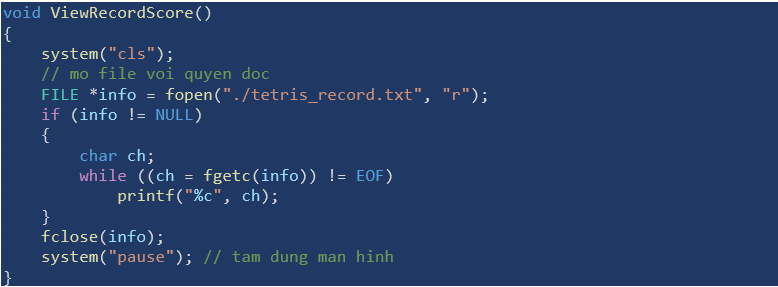 void ViewRecordScore()
{
    system("cls");
    // mo file voi quyen doc
    FILE *info = fopen("./tetris_record.txt", "r");
    if (info != NULL)
    {
        char ch;
        while ((ch = fgetc(info)) != EOF)
            printf("%c", ch);
    }
    fclose(info);
    system("pause"); // tam dung man hinh
}